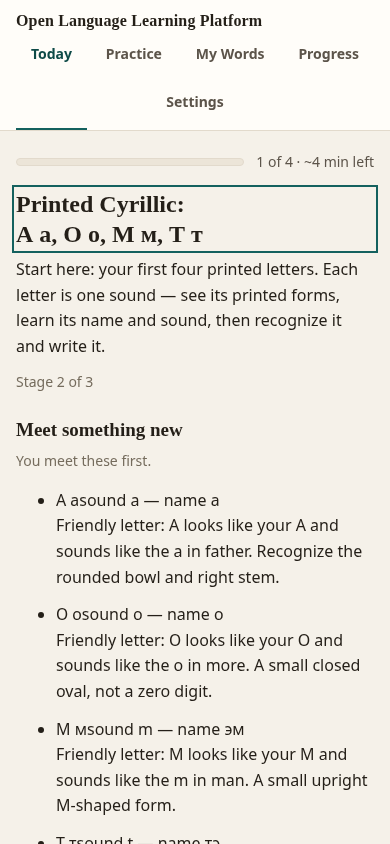 Open Language Learning Platform
Today Practice My Words Progress
Settings
1 of 4 · ~4 min left
Printed Cyrillic:
А а, О о, М м, Т т
Start here: your first four printed letters. Each
letter is one sound — see its printed forms,
learn its name and sound, then recognize it
and write it.
Stage 2 of 3
Meet something new
You meet these first.
А аsound a — name а
Friendly letter: А looks like your A and
sounds like the a in father. Recognize the
rounded bowl and right stem.
О оsound o — name о
Friendly letter: О looks like your O and
sounds like the o in more. A small closed
oval, not a zero digit.
М мsound m — name эм
Friendly letter: М looks like your M and
sounds like the m in man. A small upright
M-shaped form.
Т тsound t — name тэ